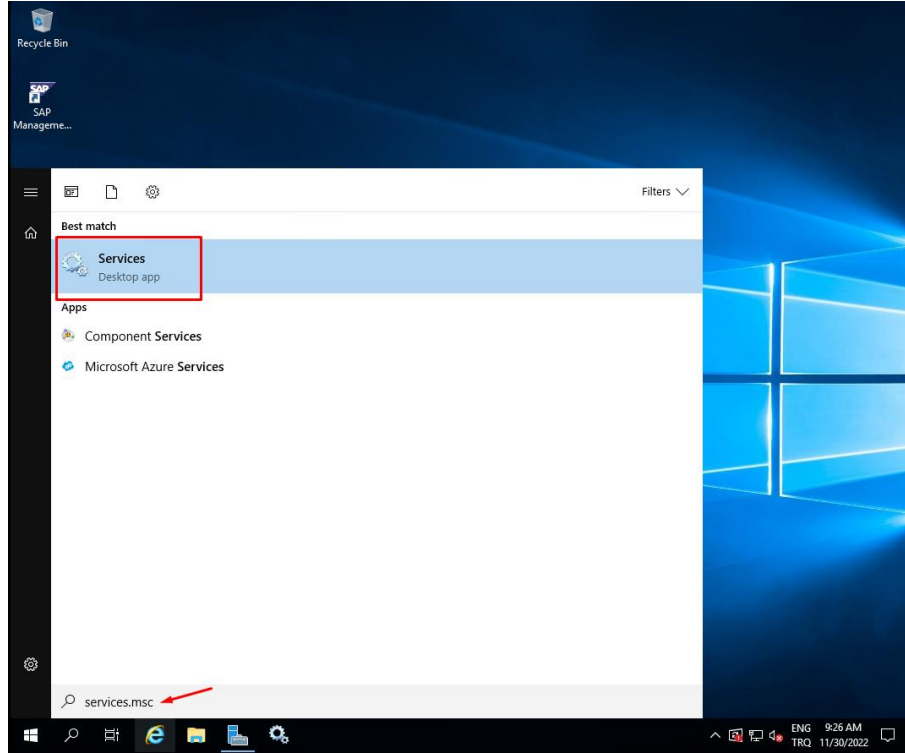 Recycle Bin
SAP
SAP
Manageme...
Filters
Best match
Services
Desktop app
Apps
Component Services
Microsoft Azure Services
services.msc
ENG 9:26 AM
TRQ 11/30/2022